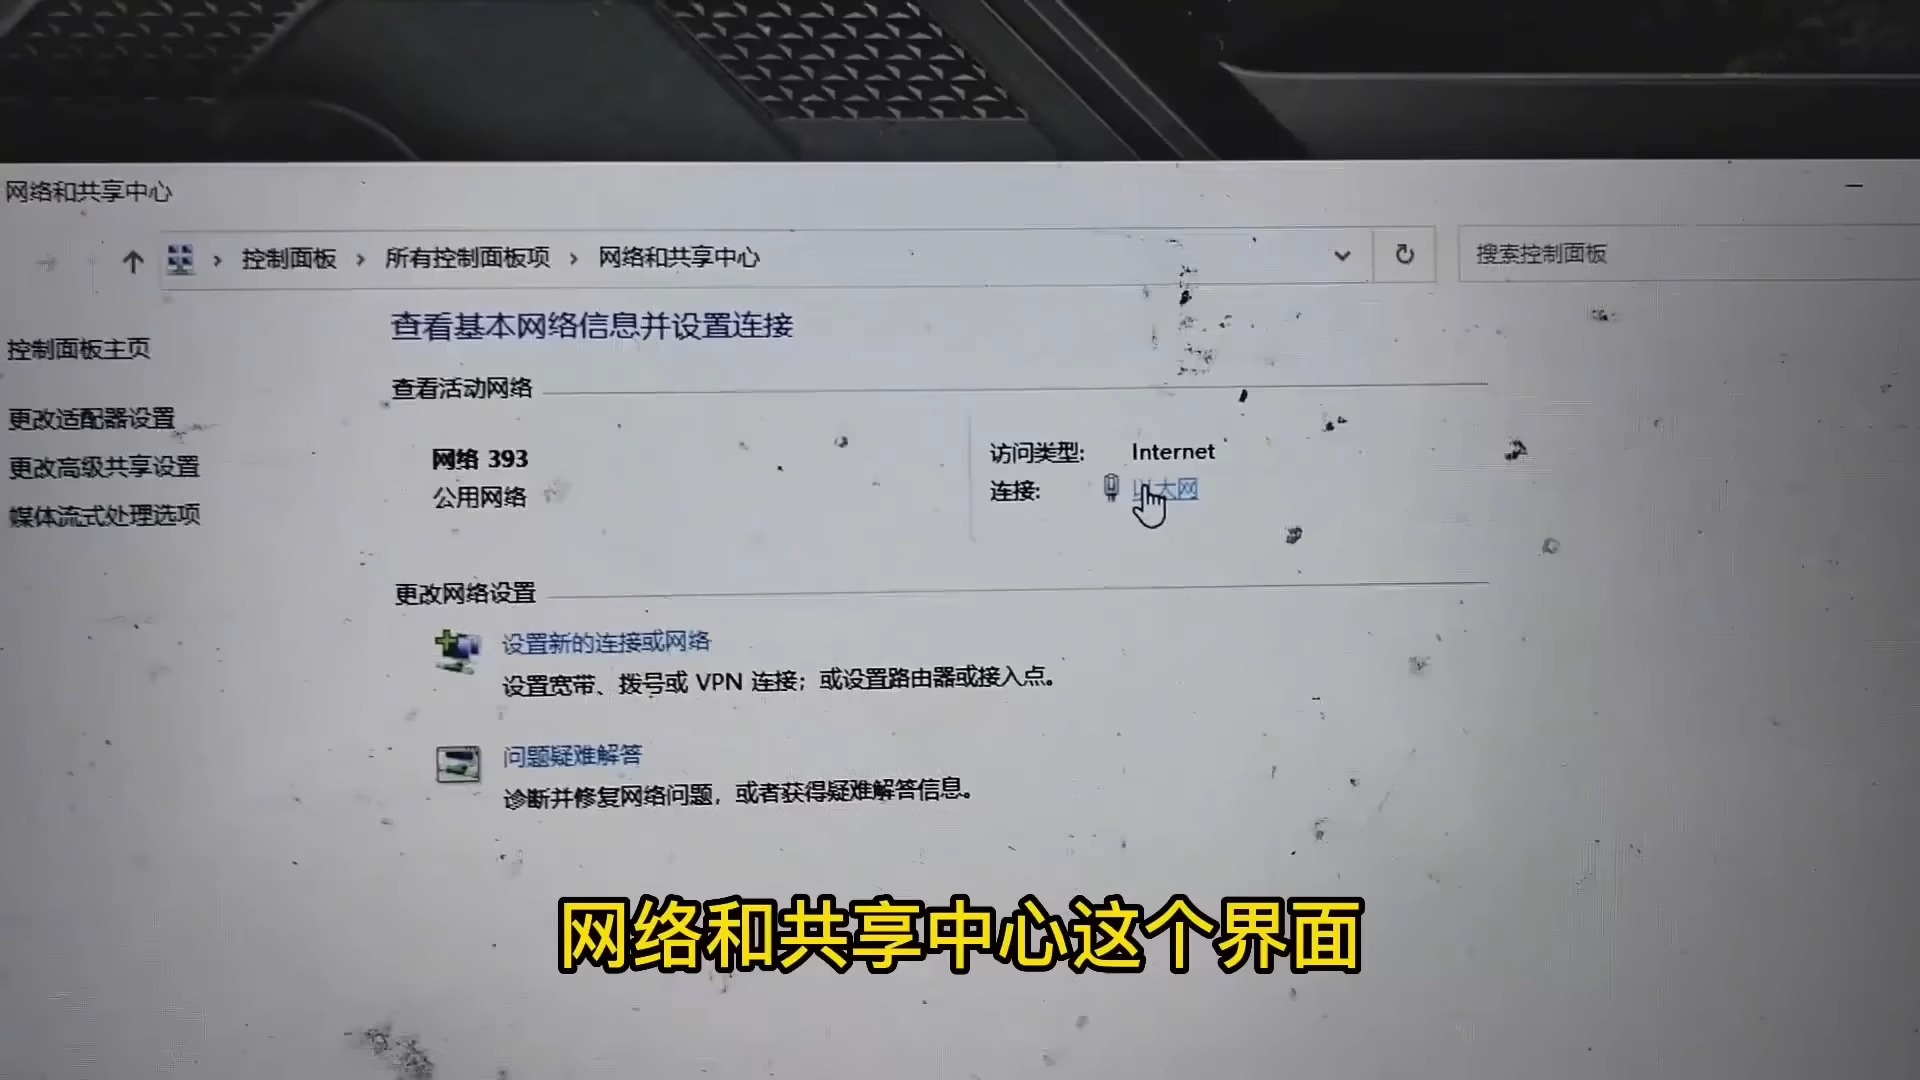 网络和共享中心
控制面板 › 所有控制面板项 › 网络和共享中心
搜索控制面板
控制面板主页
更改适配器设置
更改高级共享设置
媒体流式处理选项
查看基本网络信息并设置连接
查看活动网络
网络 393
公用网络
访问类型: Internet
连接: 以太网
更改网络设置
设置新的连接或网络
设置宽带、拨号或 VPN 连接；或设置路由器或接入点。
问题疑难解答
诊断并修复网络问题，或者获得疑难解答信息。
网络和共享中心这个界面